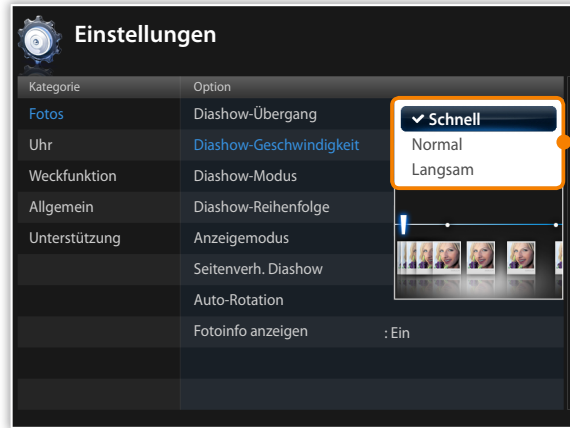 Einstellungen
Kategorie Option
Fotos Diashow-Übergang
✔ Schnell
Uhr Diashow-Geschwindigkeit Normal
Weckfunktion Diashow-Modus Langsam
Allgemein Diashow-Reihenfolge
Unterstützung Anzeigemodus
Seitenverh. Diashow
Auto-Rotation
Fotoinfo anzeigen : Ein